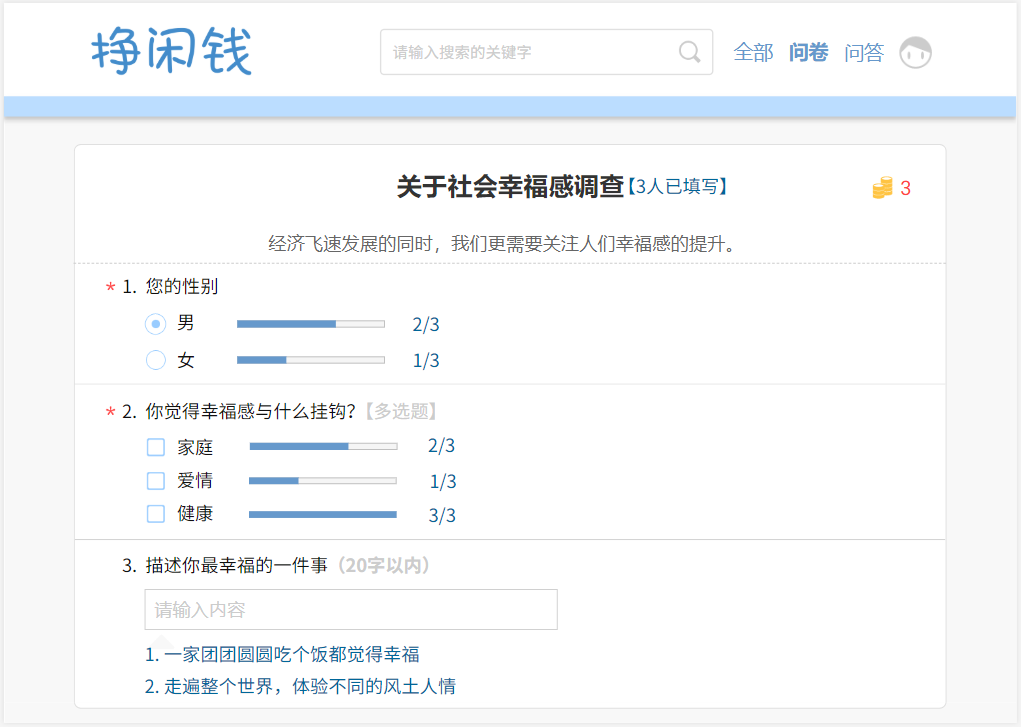 挣闲钱
请输入搜索的关键字
全部 问卷 问答
关于社会幸福感调查【3人已填写】
3
经济飞速发展的同时，我们更需要关注人们幸福感的提升。
* 1. 您的性别
男 2/3
女 1/3
* 2. 你觉得幸福感与什么挂钩？【多选题】
家庭 2/3
爱情 1/3
健康 3/3
3. 描述你最幸福的一件事（20字以内）
请输入内容
1. 一家团团圆圆吃个饭都觉得幸福
2. 走遍整个世界，体验不同的风土人情